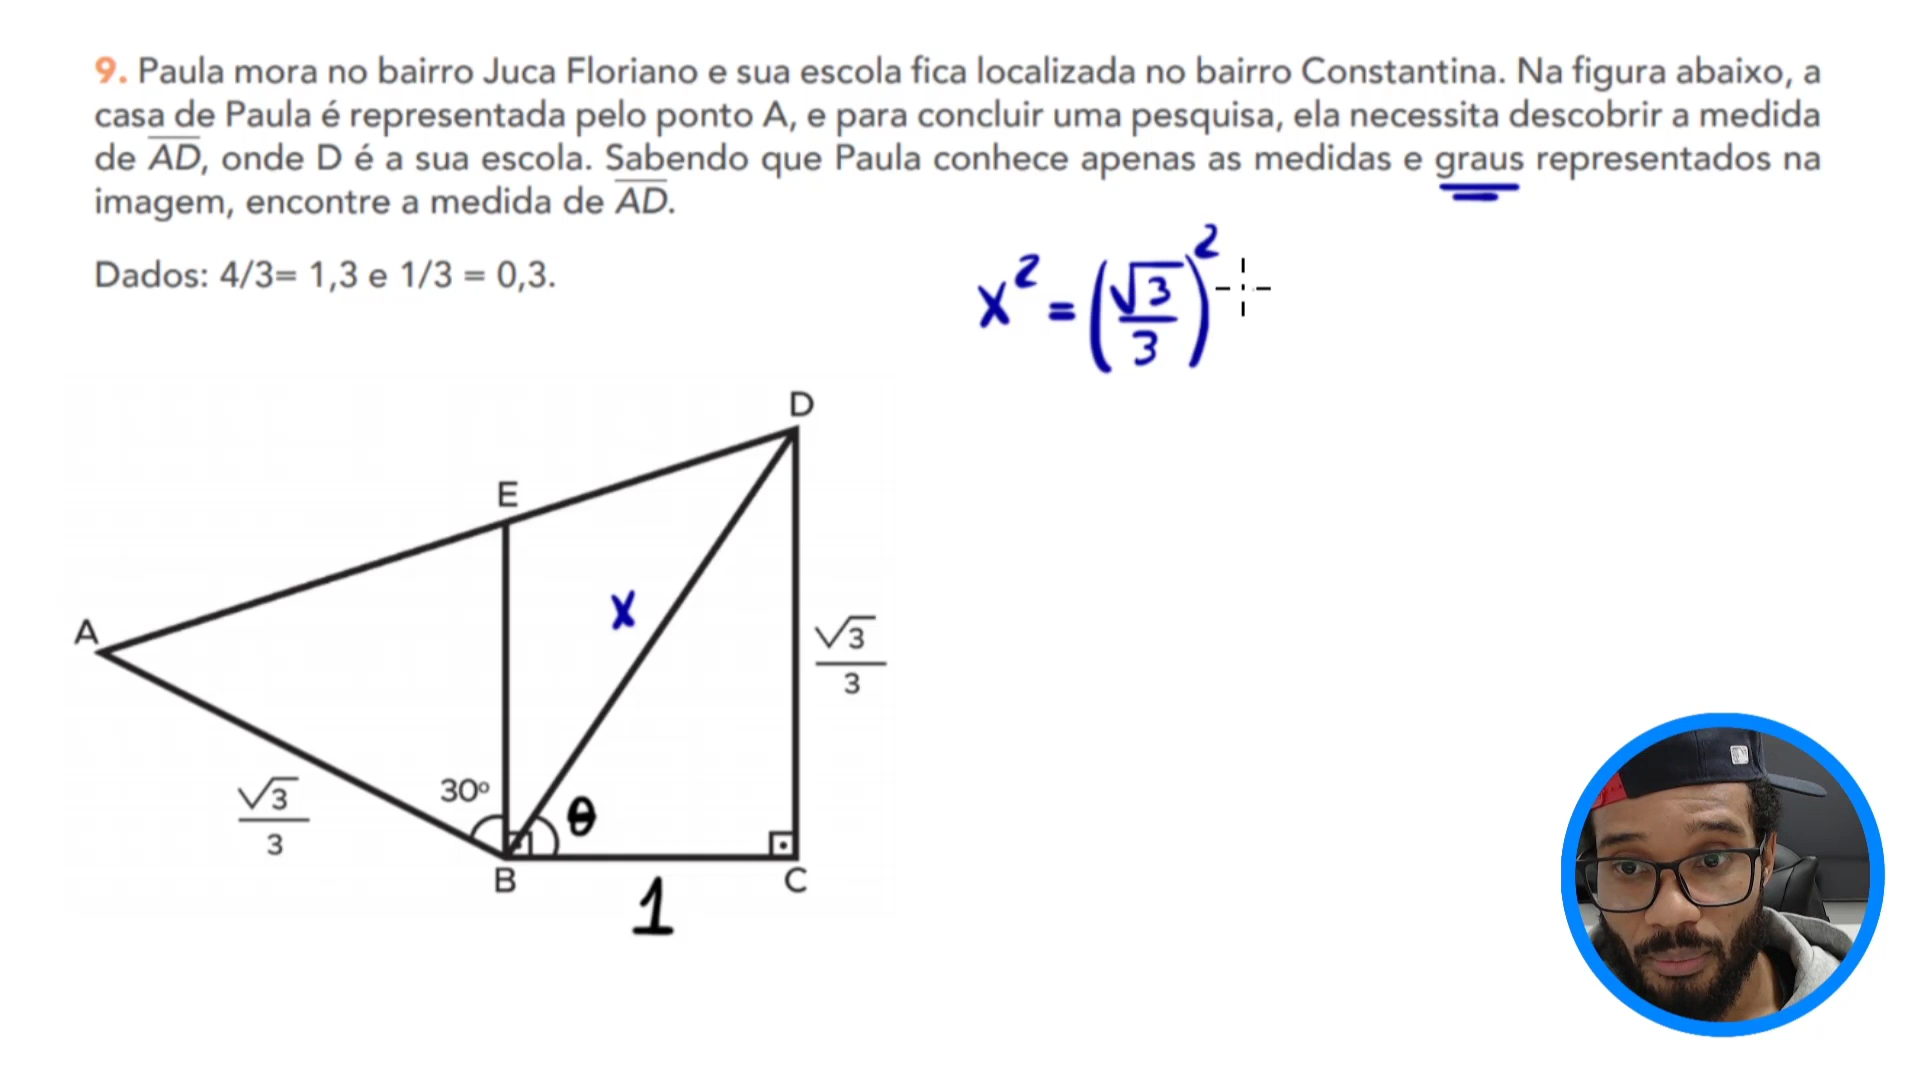 9. Paula mora no bairro Juca Floriano e sua escola fica localizada no bairro Constantina. Na figura abaixo, a
casa de Paula é representada pelo ponto A, e para concluir uma pesquisa, ela necessita descobrir a medida
de AD, onde D é a sua escola. Sabendo que Paula conhece apenas as medidas e graus representados na
imagem, encontre a medida de AD.
Dados: 4/3= 1,3 e 1/3 = 0,3.
x² = (√3/3)²
D
E
x
A
√3/3
30º
θ
√3/3
B
C
1